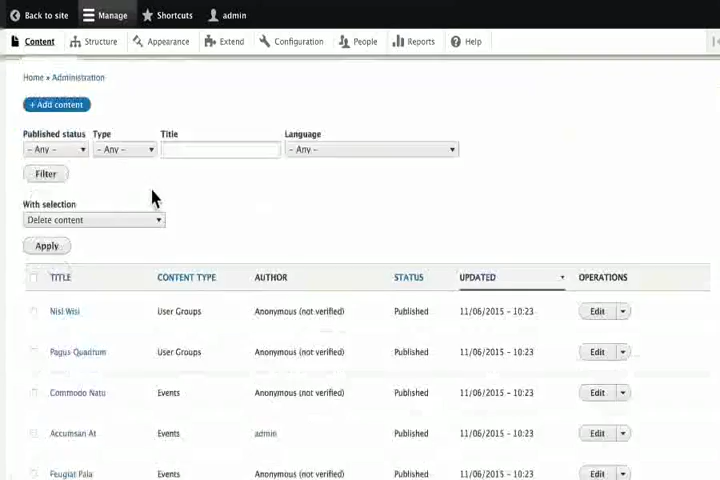 Back to site Manage Shortcuts admin
Content Structure Appearance Extend Configuration People Reports Help
Home » Administration
+ Add content
Published status Type Title Language
- Any - - Any - - Any -
Filter
With selection
Delete content
Apply
TITLE CONTENT TYPE AUTHOR STATUS UPDATED OPERATIONS
Nisl Wisi User Groups Anonymous (not verified) Published 11/06/2015 - 10:23 Edit
Pagus Quadrum User Groups Anonymous (not verified) Published 11/06/2015 - 10:23 Edit
Commodo Natu Events Anonymous (not verified) Published 11/06/2015 - 10:23 Edit
Accumsan At Events admin Published 11/06/2015 - 10:23 Edit
Feugiat Pala Events Anonymous (not verified) Published 11/06/2015 - 10:23 Edit